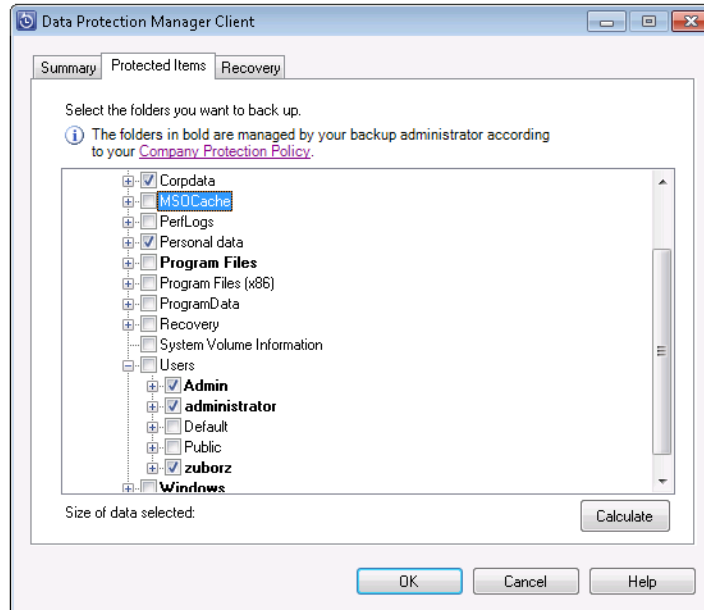 Data Protection Manager Client
Summary
Protected Items
Recovery
Select the folders you want to back up.
The folders in bold are managed by your backup administrator according
to your Company Protection Policy.
Corpdata
MSOCache
PerfLogs
Personal data
Program Files
Program Files (x86)
ProgramData
Recovery
System Volume Information
Users
Admin
administrator
Default
Public
zuborz
Windows
Size of data selected:
Calculate
OK
Cancel
Help